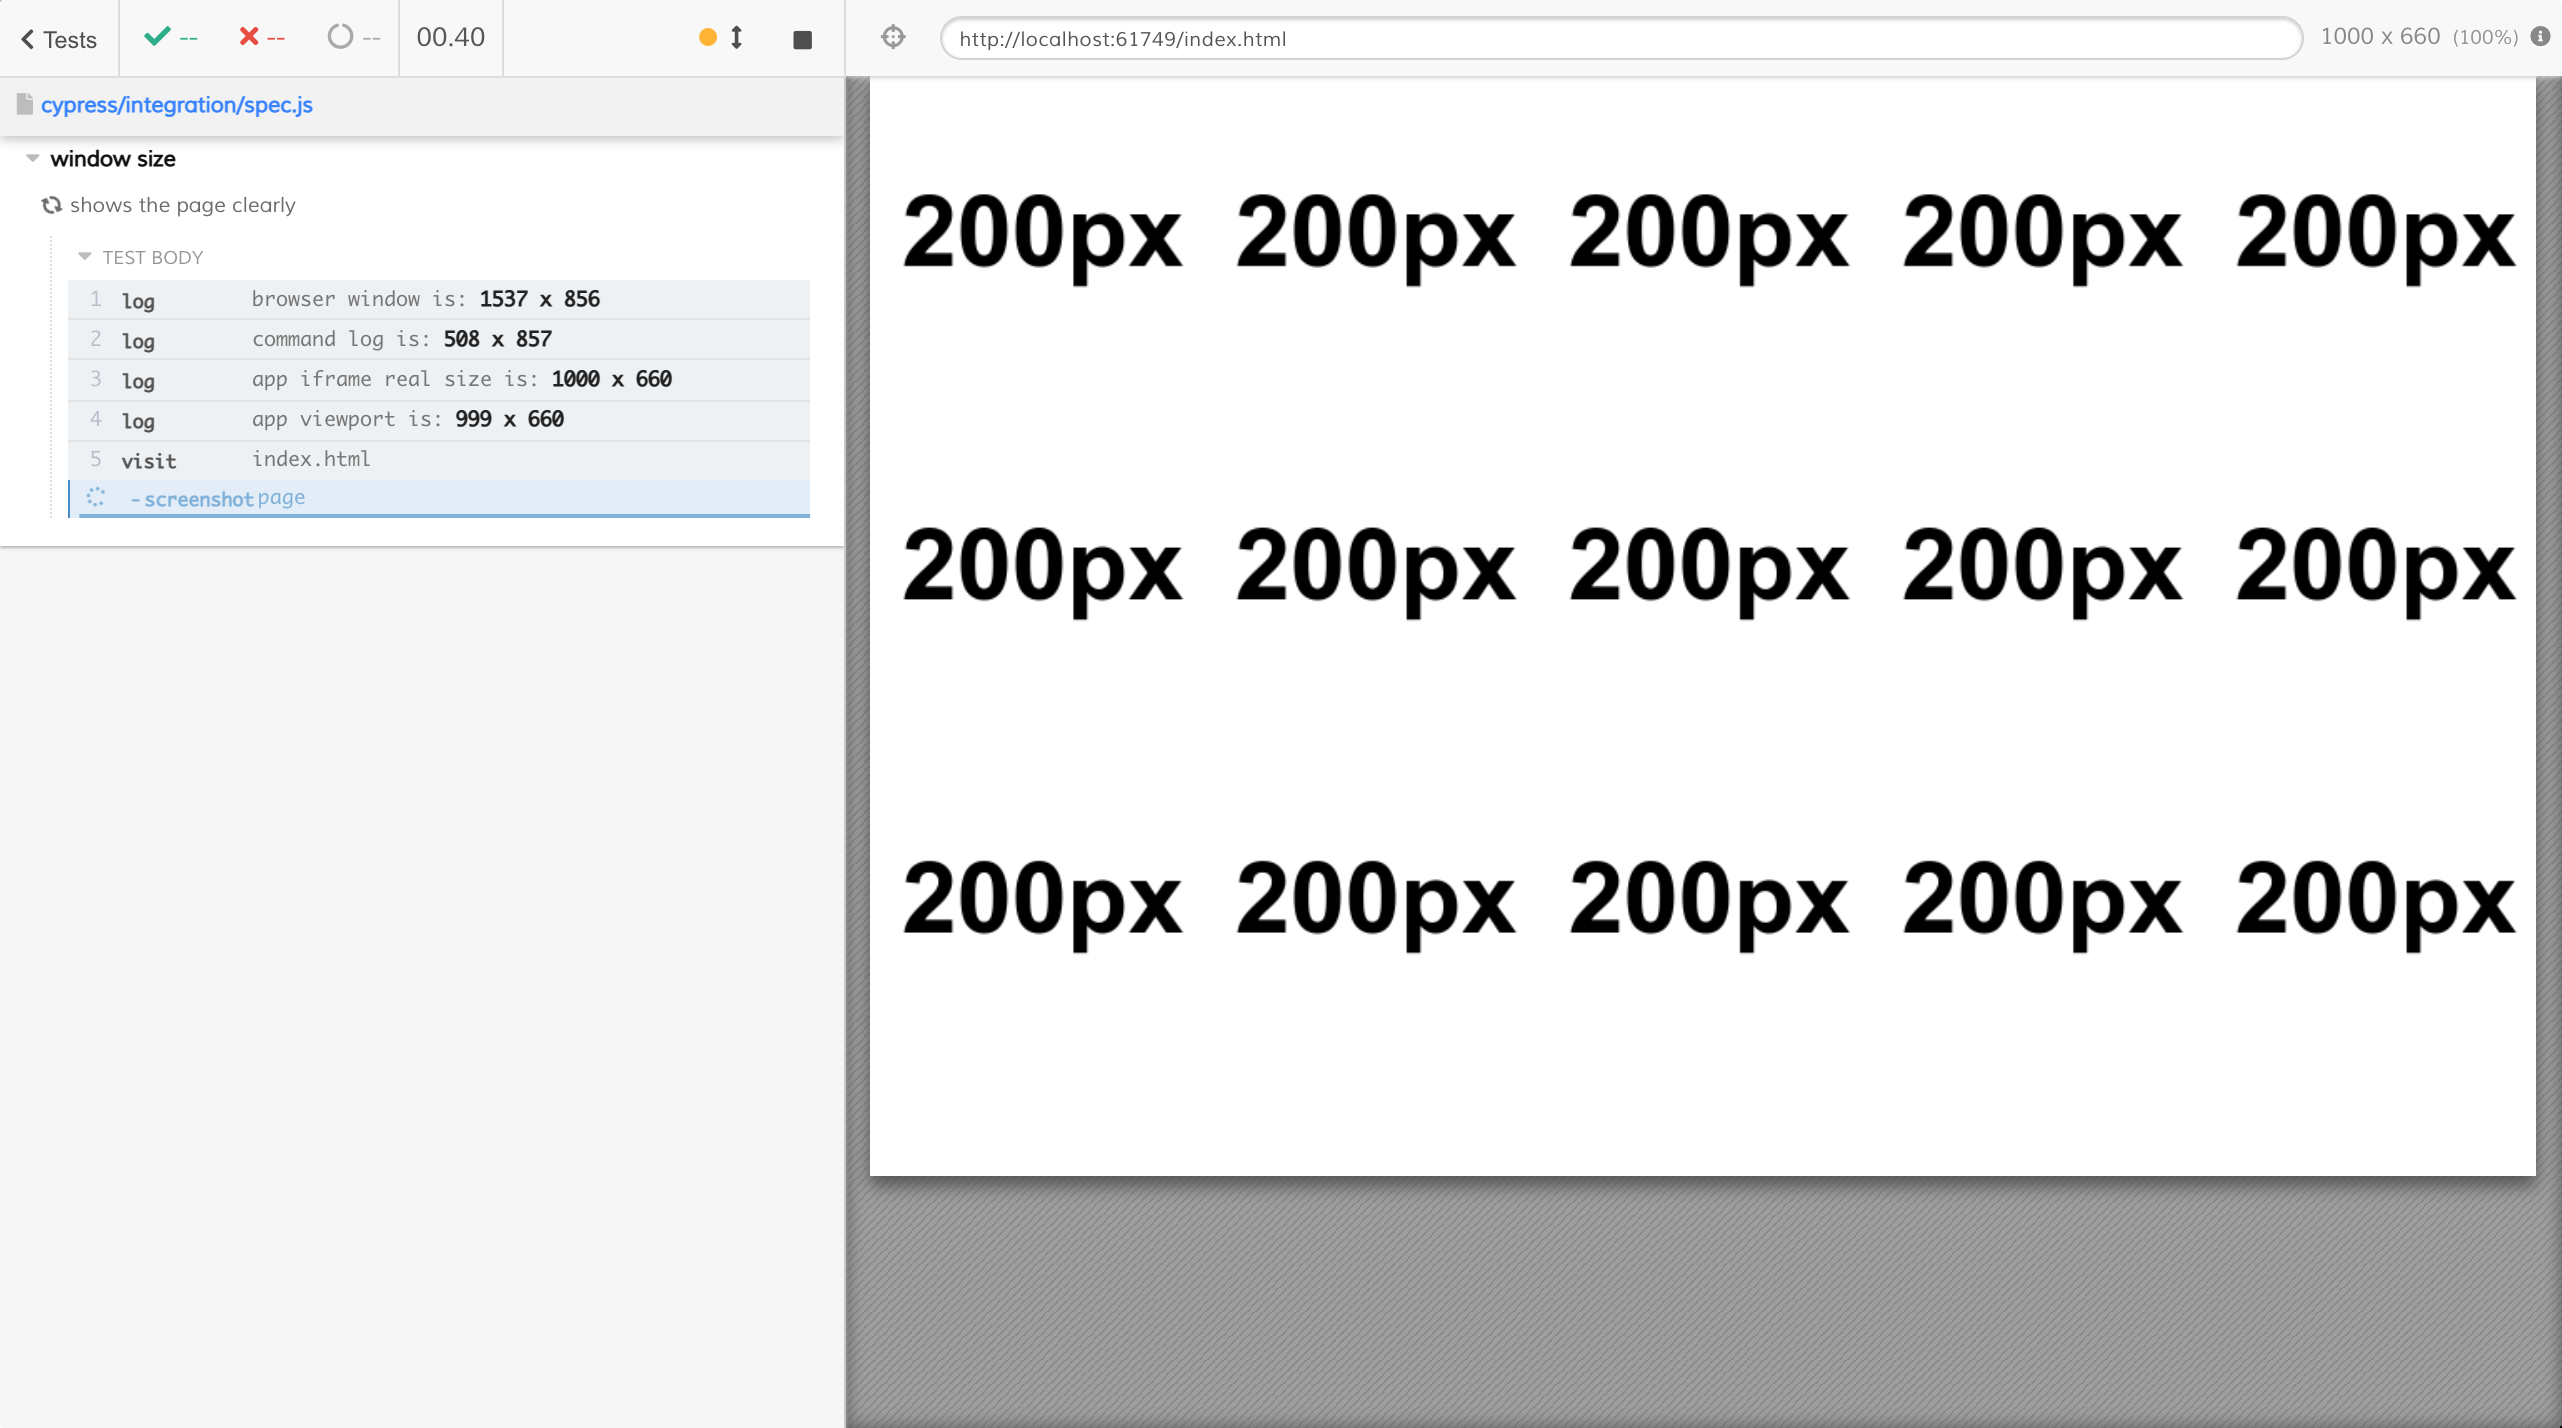 Tests -- -- -- 00.40
http://localhost:61749/index.html 1000 x 660 (100%)
cypress/integration/spec.js
window size
shows the page clearly
TEST BODY
1 log browser window is: 1537 x 856
2 log command log is: 508 x 857
3 log app iframe real size is: 1000 x 660
4 log app viewport is: 999 x 660
5 visit index.html
-screenshot page
200px 200px 200px 200px 200px
200px 200px 200px 200px 200px
200px 200px 200px 200px 200px